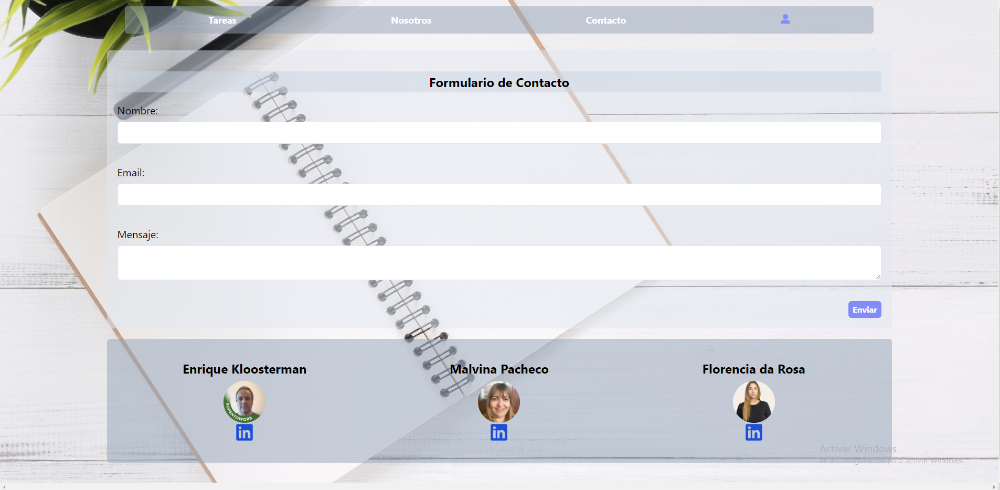 Tareas
Nosotros
Contacto
Formulario de Contacto
Nombre:
Email:
Mensaje:
Enviar
Enrique Kloosterman
Malvina Pacheco
Florencia da Rosa
#OPENTOWORK
in
in
in
Activar Windows
Ve a Configuración para activar Windows.